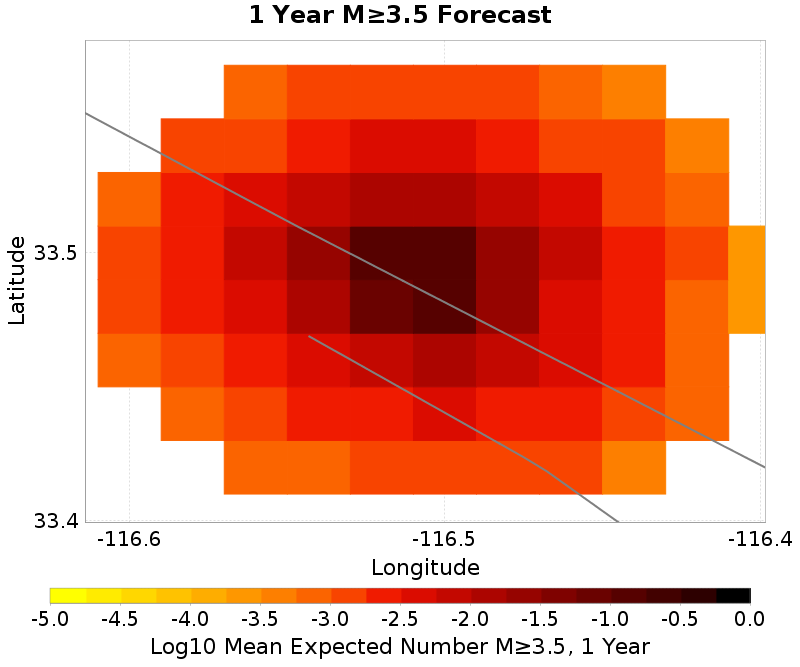 1 Year M≥3.5 Forecast
Latitude
33.5
33.4
-116.6 -116.5 -116.4
Longitude
-5.0 -4.5 -4.0 -3.5 -3.0 -2.5 -2.0 -1.5 -1.0 -0.5 0.0
Log10 Mean Expected Number M≥3.5, 1 Year